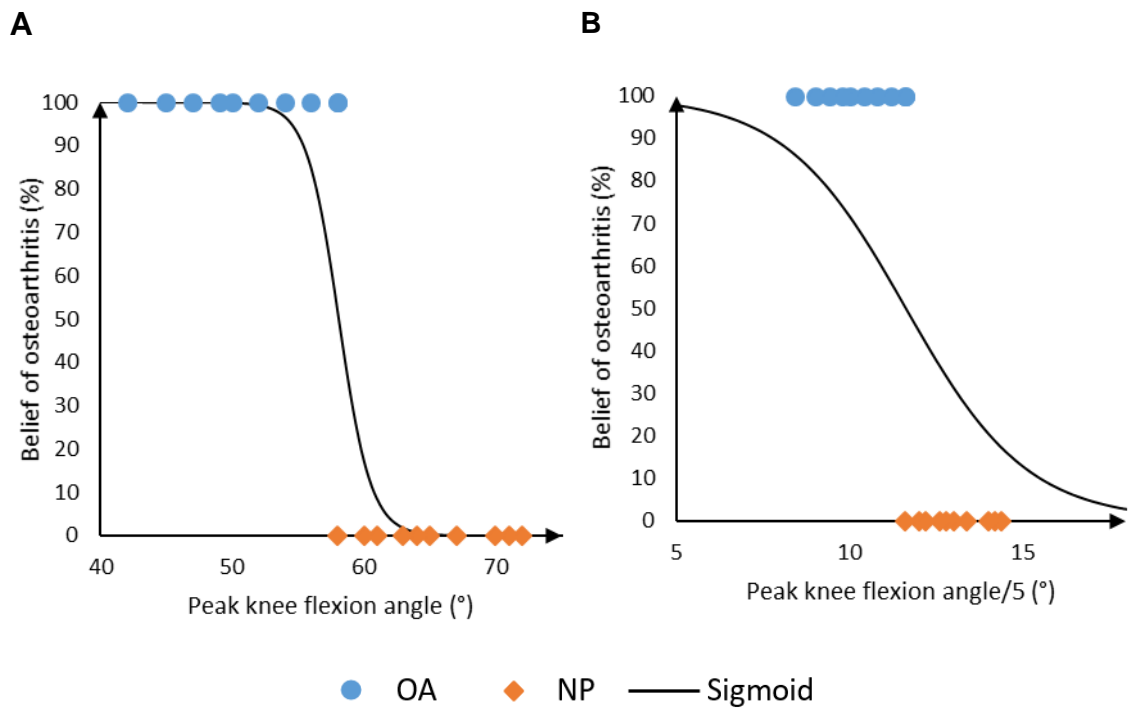 A
Belief of osteoarthritis (%)
100
90
80
70
60
50
40
30
20
10
0
40 50 60 70
Peak knee flexion angle (°)
B
Belief of osteoarthritis (%)
100
90
80
70
60
50
40
30
20
10
0
5 10 15
Peak knee flexion angle/5 (°)
OA NP Sigmoid